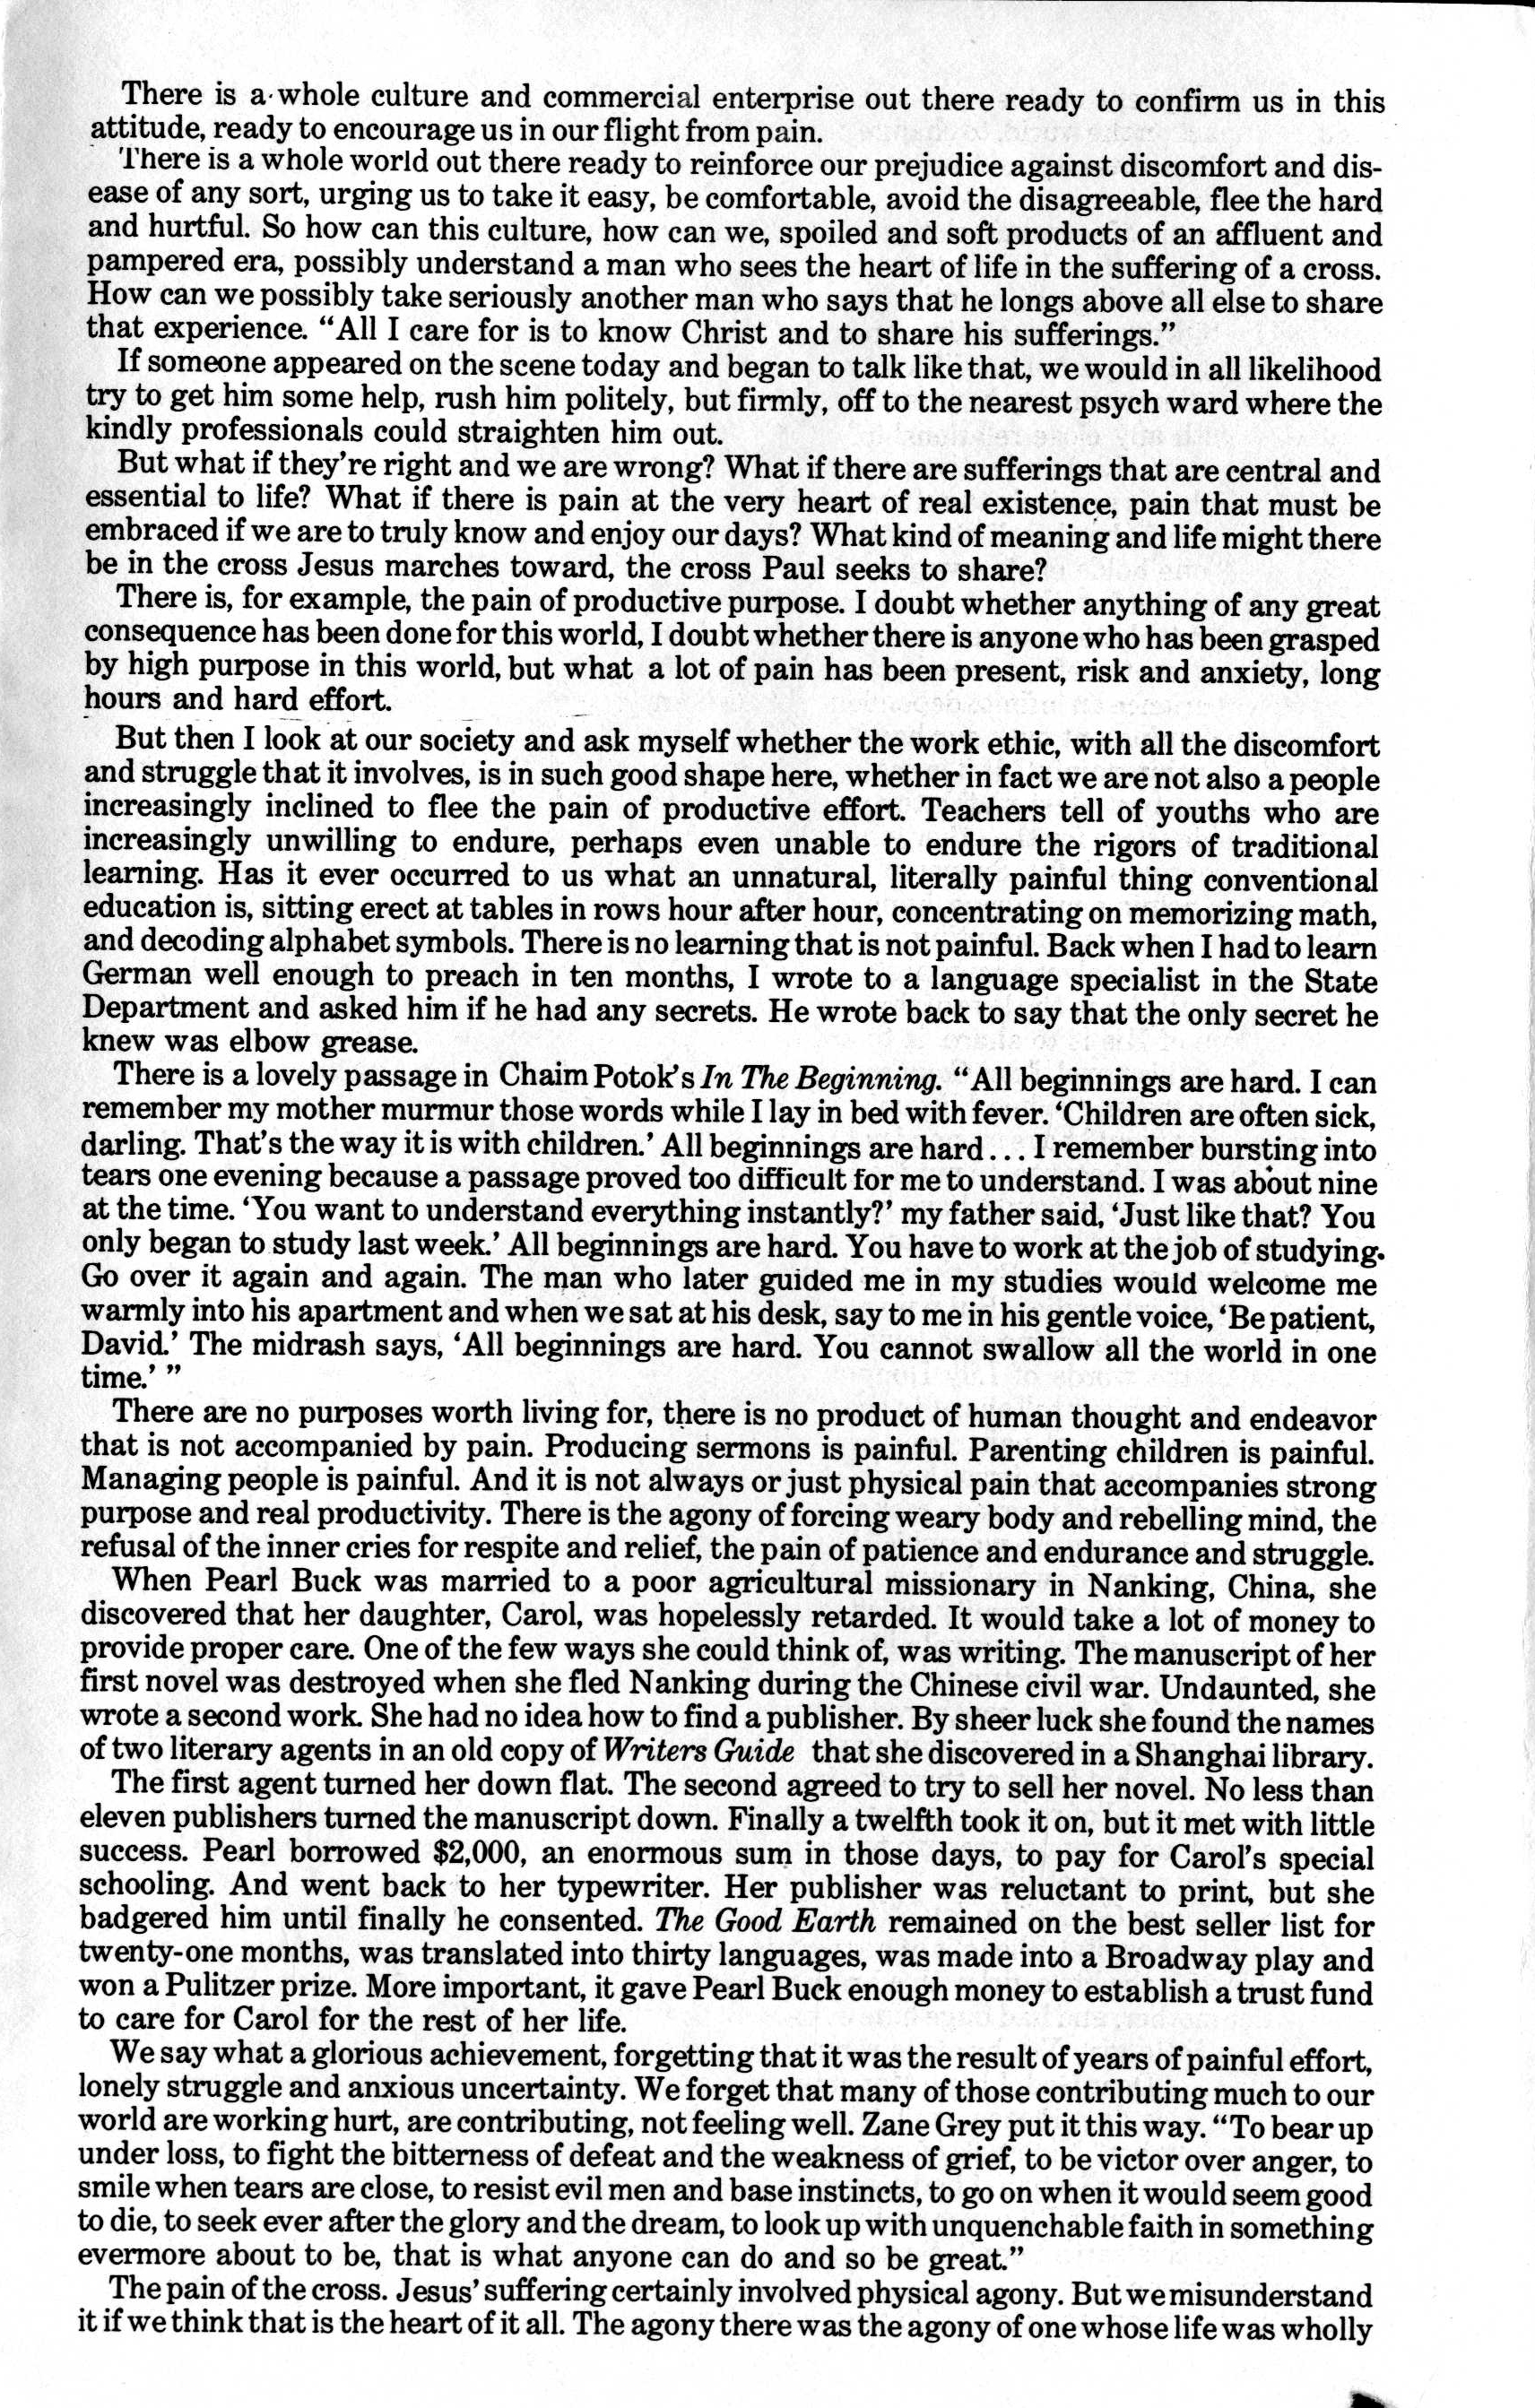 There is a whole culture and commercial enterprise out there ready to confirm us in this
attitude, ready to encourage us in our flight from pain.
There is a whole world out there ready to reinforce our prejudice against discomfort and dis-
ease of any sort, urging us to take it easy, be comfortable, avoid the disagreeable, flee the hard
and hurtful. So how can this culture, how can we, spoiled and soft products of an affluent and
pampered era, possibly understand a man who sees the heart of life in the suffering of a cross.
How can we possibly take seriously another man who says that he longs above all else to share
that experience. “All I care for is to know Christ and to share his sufferings.”
If someone appeared on the scene today and began to talk like that, we would in all likelihood
try to get him some help, rush him politely, but firmly, off to the nearest psych ward where the
kindly professionals could straighten him out.
But what if they’re right and we are wrong? What if there are sufferings that are central and
essential to life? What if there is pain at the very heart of real existence, pain that must be
embraced if we are to truly know and enjoy our days? What kind of meaning and life might there
be in the cross Jesus marches toward, the cross Paul seeks to share?
There is, for example, the pain of productive purpose. I doubt whether anything of any great
consequence has been done for this world, I doubt whether there is anyone who has been grasped
by high purpose in this world, but what a lot of pain has been present, risk and anxiety, long
hours and hard effort.
But then I look at our society and ask myself whether the work ethic, with all the discomfort
and struggle that it involves, is in such good shape here, whether in fact we are not also a people
increasingly inclined to flee the pain of productive effort. Teachers tell of youths who are
increasingly unwilling to endure, perhaps even unable to endure the rigors of traditional
learning. Has it ever occurred to us what an unnatural, literally painful thing conventional
education is, sitting erect at tables in rows hour after hour, concentrating on memorizing math,
and decoding alphabet symbols. There is no learning that is not painful. Back when I had to learn
German well enough to preach in ten months, I wrote to a language specialist in the State
Department and asked him if he had any secrets. He wrote back to say that the only secret he
knew was elbow grease.
There is a lovely passage in Chaim Potok’s In The Beginning. “All beginnings are hard. I can
remember my mother murmur those words while I lay in bed with fever. ‘Children are often sick,
darling. That’s the way it is with children.’ All beginnings are hard... I remember bursting into
tears one evening because a passage proved too difficult for me to understand. I was about nine
at the time. ‘You want to understand everything instantly?’ my father said, ‘Just like that? You
only began to study last week.’ All beginnings are hard. You have to work at the job of studying.
Go over it again and again. The man who later guided me in my studies would welcome me
warmly into his apartment and when we sat at his desk, say to me in his gentle voice, ‘Be patient,
David.’ The midrash says, ‘All beginnings are hard. You cannot swallow all the world in one
time.’ ”
There are no purposes worth living for, there is no product of human thought and endeavor
that is not accompanied by pain. Producing sermons is painful. Parenting children is painful.
Managing people is painful. And it is not always or just physical pain that accompanies strong
purpose and real productivity. There is the agony of forcing weary body and rebelling mind, the
refusal of the inner cries for respite and relief, the pain of patience and endurance and struggle.
When Pearl Buck was married to a poor agricultural missionary in Nanking, China, she
discovered that her daughter, Carol, was hopelessly retarded. It would take a lot of money to
provide proper care. One of the few ways she could think of, was writing. The manuscript of her
first novel was destroyed when she fled Nanking during the Chinese civil war. Undaunted, she
wrote a second work. She had no idea how to find a publisher. By sheer luck she found the names
of two literary agents in an old copy of Writers Guide that she discovered in a Shanghai library.
The first agent turned her down flat. The second agreed to try to sell her novel. No less than
eleven publishers turned the manuscript down. Finally a twelfth took it on, but it met with little
success. Pearl borrowed $2,000, an enormous sum in those days, to pay for Carol’s special
schooling. And went back to her typewriter. Her publisher was reluctant to print, but she
badgered him until finally he consented. The Good Earth remained on the best seller list for
twenty-one months, was translated into thirty languages, was made into a Broadway play and
won a Pulitzer prize. More important, it gave Pearl Buck enough money to establish a trust fund
to care for Carol for the rest of her life.
We say what a glorious achievement, forgetting that it was the result of years of painful effort,
lonely struggle and anxious uncertainty. We forget that many of those contributing much to our
world are working hurt, are contributing, not feeling well. Zane Grey put it this way. “To bear up
under loss, to fight the bitterness of defeat and the weakness of grief, to be victor over anger, to
smile when tears are close, to resist evil men and base instincts, to go on when it would seem good
to die, to seek ever after the glory and the dream, to look up with unquenchable faith in something
evermore about to be, that is what anyone can do and so be great.”
The pain of the cross. Jesus’ suffering certainly involved physical agony. But we misunderstand
it if we think that is the heart of it all. The agony there was the agony of one whose life was wholly